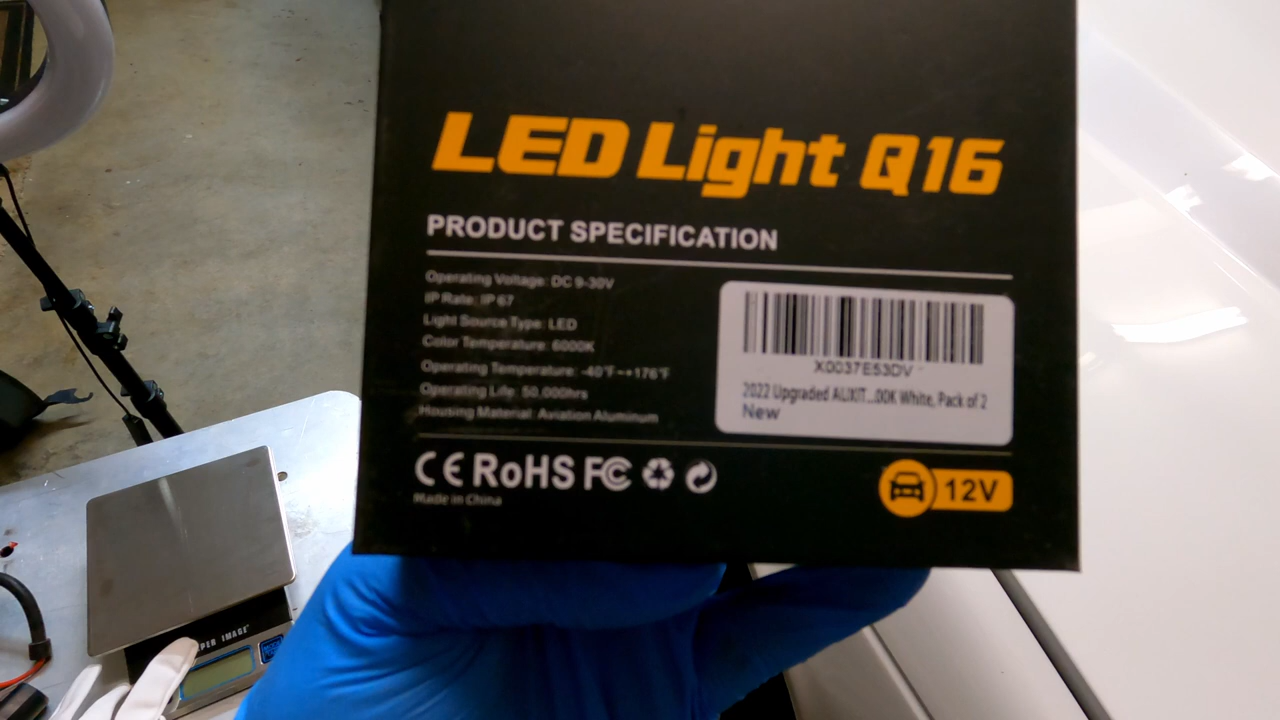 LED Light Q16
PRODUCT SPECIFICATION
Operating Voltage: DC 9-30V
IP Rate: IP 67
Light Source Type: LED
Color Temperature: 6000K
Operating Temperature: -40°F~+176°F
Operating Life: 50,000hrs
Housing Material: Aviation Aluminum
X0037E53DV
2022 Upgraded AUXIT...00K White, Pack of 2
New
CE RoHS FC
Made in China
12V
IMAGE